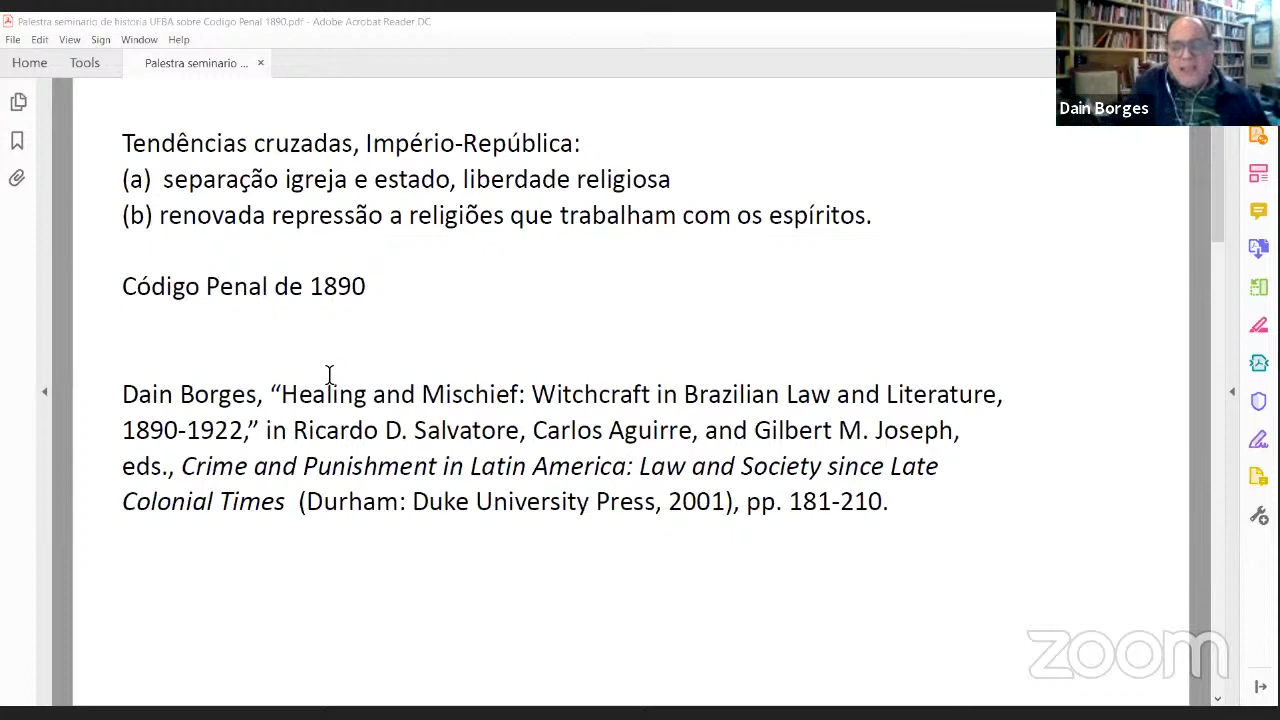 Palestra seminario de historia UFBA sobre Codigo Penal 1890.pdf - Adobe Acrobat Reader DC
File Edit View Sign Window Help
Home Tools Palestra seminario ... ×
Dain Borges
Tendências cruzadas, Império-República:
(a) separação igreja e estado, liberdade religiosa
(b) renovada repressão a religiões que trabalham com os espíritos.
Código Penal de 1890
Dain Borges, “Healing and Mischief: Witchcraft in Brazilian Law and Literature,
1890-1922,” in Ricardo D. Salvatore, Carlos Aguirre, and Gilbert M. Joseph,
eds., Crime and Punishment in Latin America: Law and Society since Late
Colonial Times (Durham: Duke University Press, 2001), pp. 181-210.
zoom